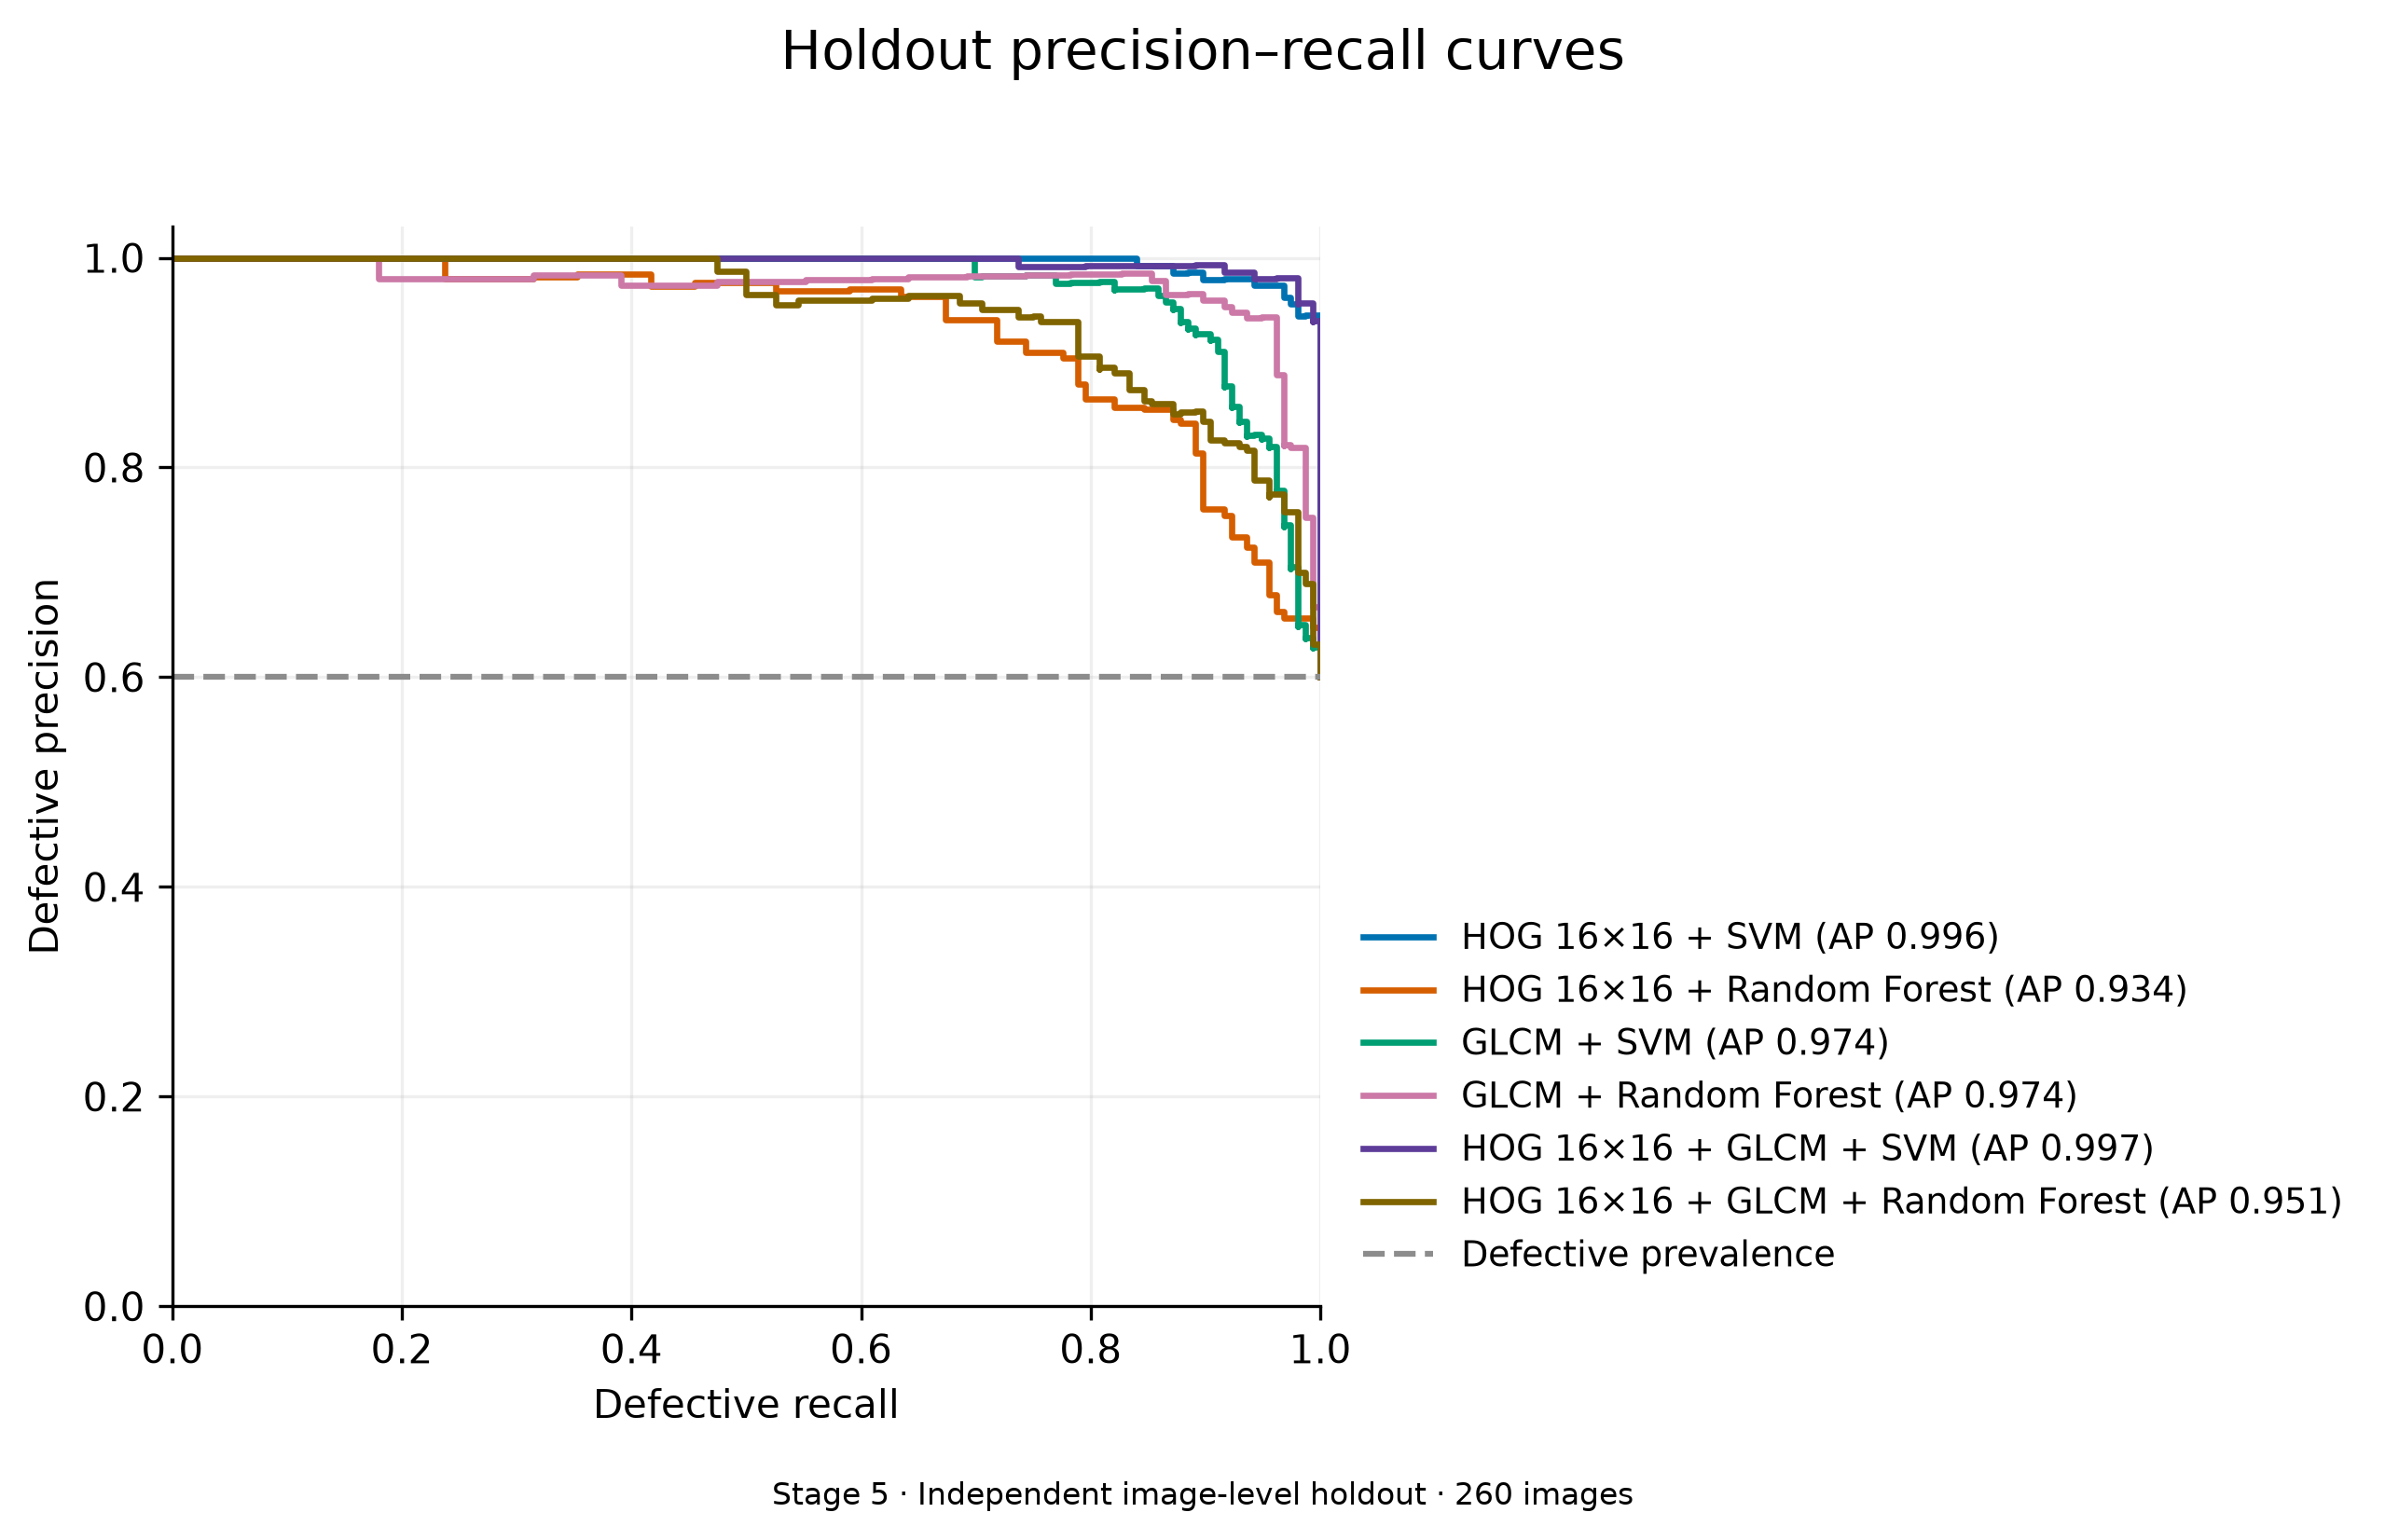 Holdout precision–recall curves
Defective precision
1.0
0.8
0.6
0.4
0.2
0.0
0.0 0.2 0.4 0.6 0.8 1.0
Defective recall
HOG 16×16 + SVM (AP 0.996)
HOG 16×16 + Random Forest (AP 0.934)
GLCM + SVM (AP 0.974)
GLCM + Random Forest (AP 0.974)
HOG 16×16 + GLCM + SVM (AP 0.997)
HOG 16×16 + GLCM + Random Forest (AP 0.951)
Defective prevalence
Stage 5 · Independent image-level holdout · 260 images